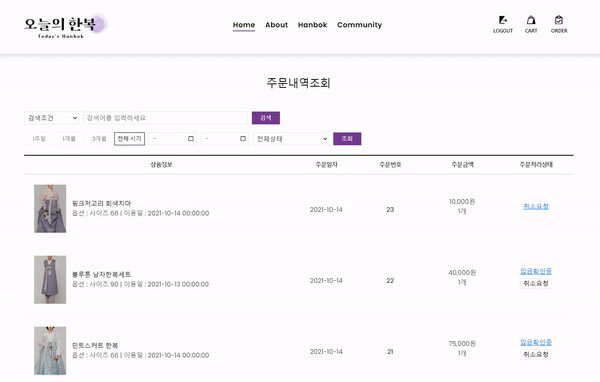 오늘의 한복
Today's Hanbok
Home About Hanbok Community
LOGOUT CART ORDER
주문내역조회
검색조건 검색어를 입력하세요 검색
1주일 1개월 3개월 전체 시기 - - 전체상태 조회
상품정보 주문일자 주문번호 주문금액 주문처리상태
핑크저고리 회색치마
옵션 : 사이즈 66 | 이용일 : 2021-10-14 00:00:00
2021-10-14 23
10,000원
1개
취소요청
블루톤 남자한복세트
옵션 : 사이즈 90 | 이용일 : 2021-10-13 00:00:00
2021-10-14 22
40,000원
1개
입금확인중
취소요청
민트스커트 한복
옵션 : 사이즈 66 | 이용일 : 2021-10-14 00:00:00
2021-10-14 21
75,000원
1개
입금확인중
취소요청